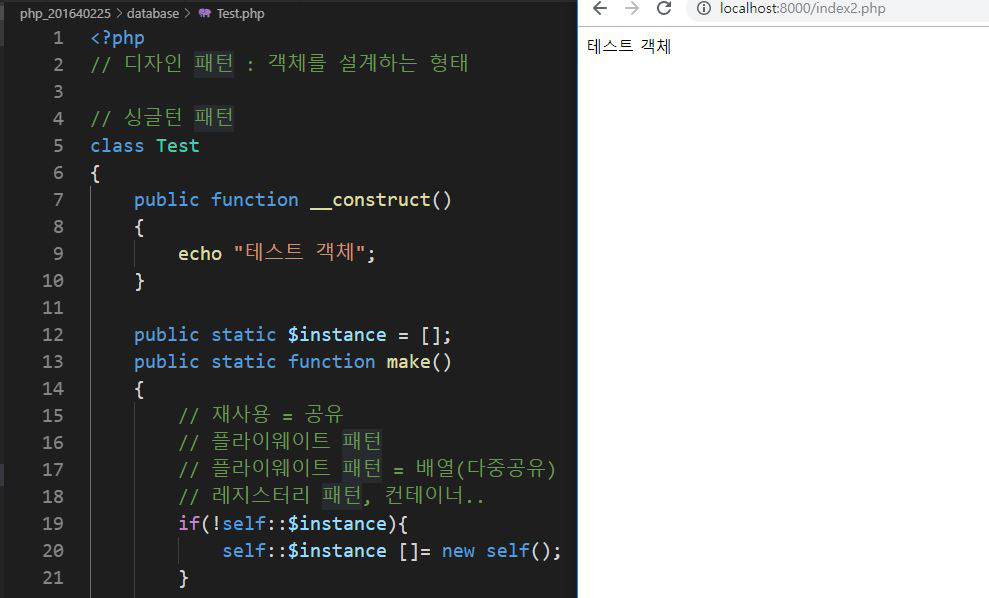 php_201640225 > database > Test.php
1 <?php
2 // 디자인 패턴 : 객체를 설계하는 형태
3
4 // 싱글턴 패턴
5 class Test
6 {
7 public function __construct()
8 {
9 echo "테스트 객체";
10 }
11
12 public static $instance = [];
13 public static function make()
14 {
15 // 재사용 = 공유
16 // 플라이웨이트 패턴
17 // 플라이웨이트 패턴 = 배열(다중공유)
18 // 레지스터리 패턴, 컨테이너..
19 if(!self::$instance){
20 self::$instance []= new self();
21 }
localhost:8000/index2.php
테스트 객체